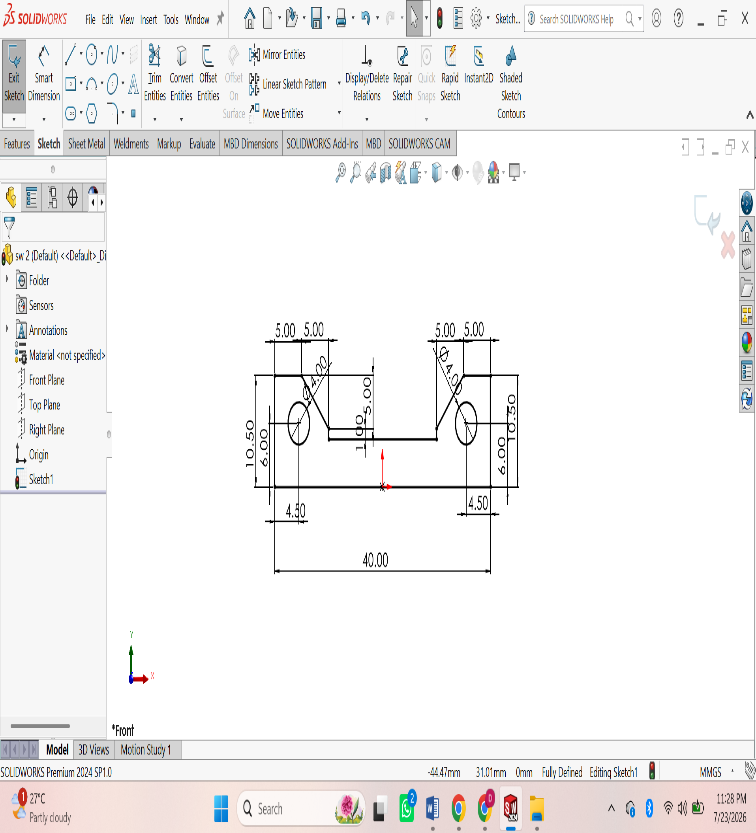 SOLIDWORKS File Edit View Insert Tools Window Sketch... Search SOLIDWORKS Help
Exit Sketch
Smart Dimension
Trim Entities
Convert Entities
Offset Entities
Offset On Surface
Mirror Entities
Linear Sketch Pattern
Move Entities
Display/Delete Relations
Repair Sketch
Quick Snaps
Rapid Sketch
Instant2D
Shaded Sketch Contours
Features Sketch Sheet Metal Weldments Markup Evaluate MBD Dimensions SOLIDWORKS Add-Ins MBD SOLIDWORKS CAM
sw 2 (Default) <<Default>_Di
Folder
Sensors
Annotations
Material <not specified>
Front Plane
Top Plane
Right Plane
Origin
Sketch1
5.00 5.00 5.00 5.00
Ø4.00 Ø4.00
5.00
1.00
10.50 6.00 6.00 10.50
4.50 4.50
40.00
Y
X
*Front
Model 3D Views Motion Study 1
SOLIDWORKS Premium 2024 SP1.0 -44.47mm 31.01mm 0mm Fully Defined Editing Sketch1 MMGS
1 27°C
Partly cloudy
Search
2
11:28 PM
7/23/2026